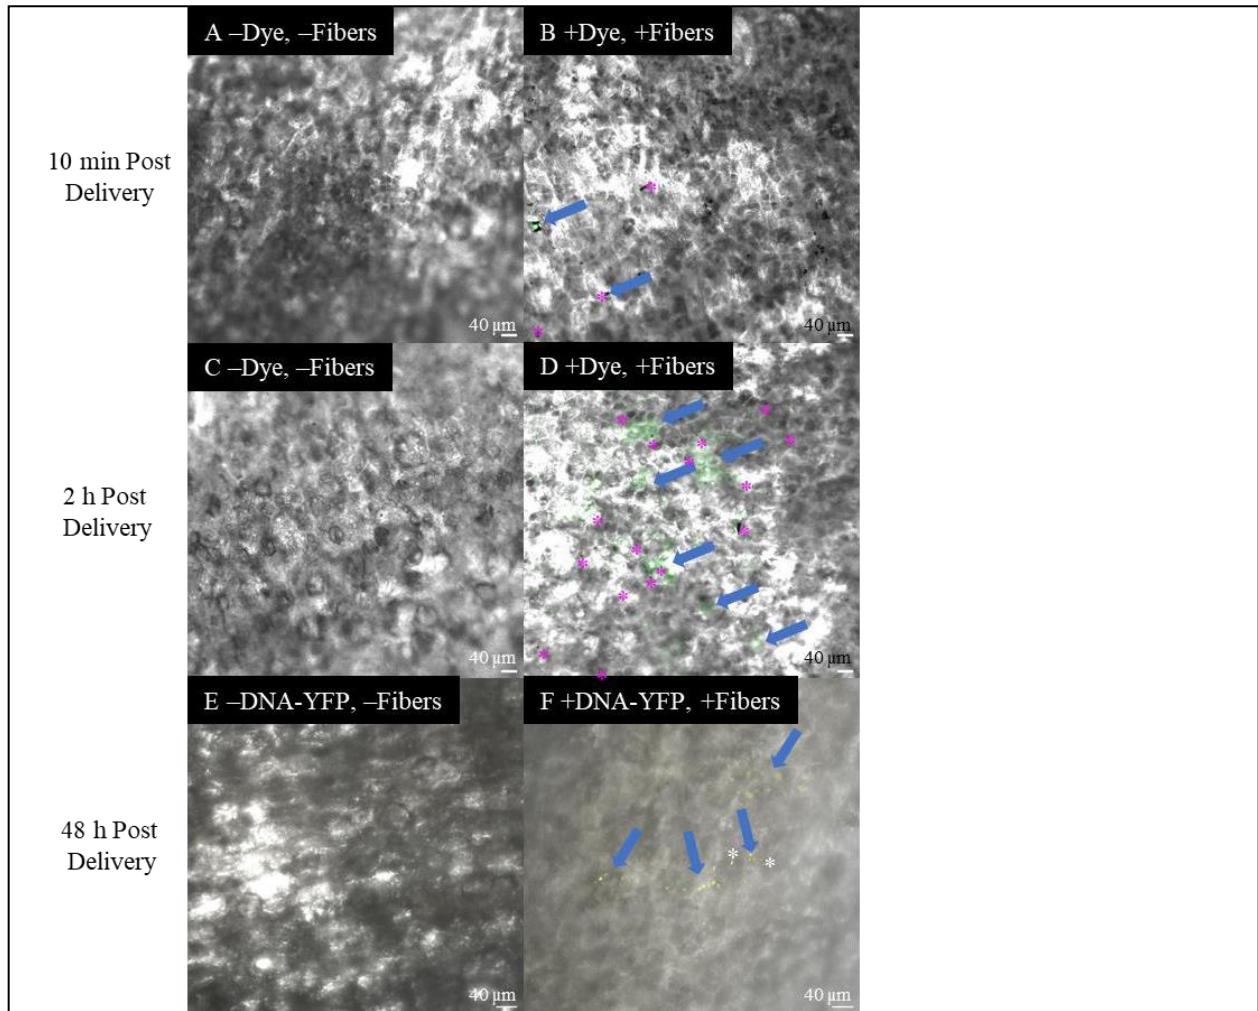 A –Dye, –Fibers
B +Dye, +Fibers
10 min Post
Delivery
40 µm
40 µm
C –Dye, –Fibers
D +Dye, +Fibers
2 h Post
Delivery
40 µm
40 µm
E –DNA-YFP, –Fibers
F +DNA-YFP, +Fibers
48 h Post
Delivery
40 µm
40 µm